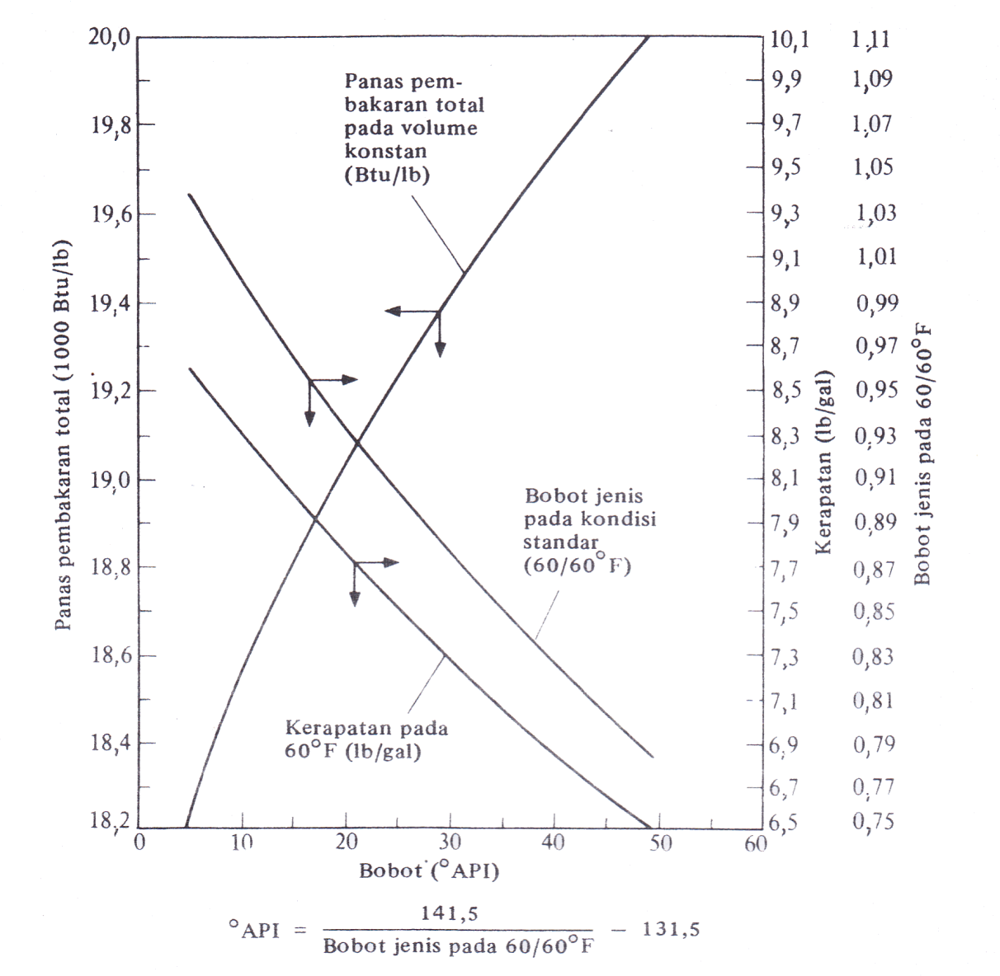 20,0
19,8
19,6
19,4
19,2
19,0
18,8
18,6
18,4
18,2
Panas pembakaran total (1000 Btu/lb)
Panas pem-
bakaran total
pada volume
konstan
(Btu/lb)
Bobot jenis
pada kondisi
standar
(60/60°F)
Kerapatan pada
60°F (lb/gal)
10,1 1,11
9,9 1,09
9,7 1,07
9,5 1,05
9,3 1,03
9,1 1,01
8,9 0,99
8,7 0,97
8,5 0,95
8,3 0,93
8,1 0,91
7,9 0,89
7,7 0,87
7,5 0,85
7,3 0,83
7,1 0,81
6,9 0,79
6,7 0,77
6,5 0,75
Kerapatan (lb/gal)
Bobot jenis pada 60/60°F
0 10 20 30 40 50 60
Bobot (°API)
°API = 141,5 / Bobot jenis pada 60/60°F − 131,5